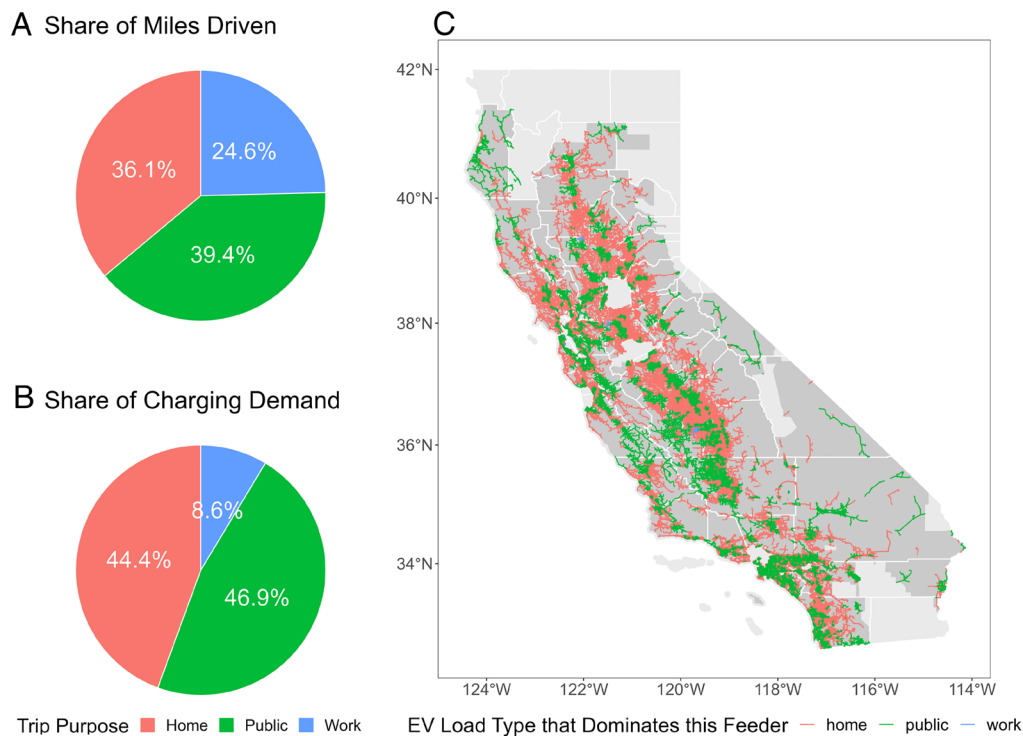 A Share of Miles Driven
36.1%
24.6%
39.4%
B Share of Charging Demand
44.4%
8.6%
46.9%
Trip Purpose Home Public Work
C
42°N
40°N
38°N
36°N
34°N
124°W 122°W 120°W 118°W 116°W 114°W
EV Load Type that Dominates this Feeder home public work